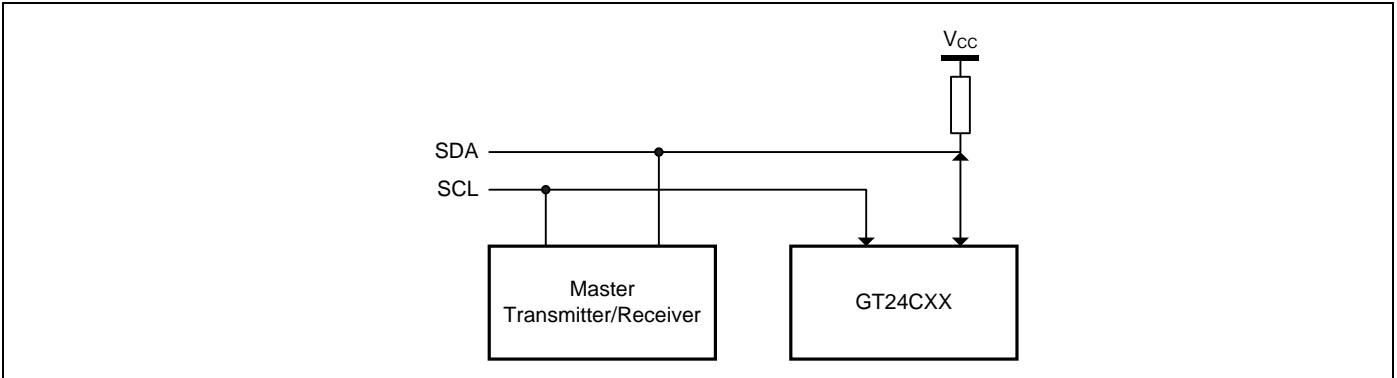 VCC
SDA
SCL
Master
Transmitter/Receiver
GT24CXX